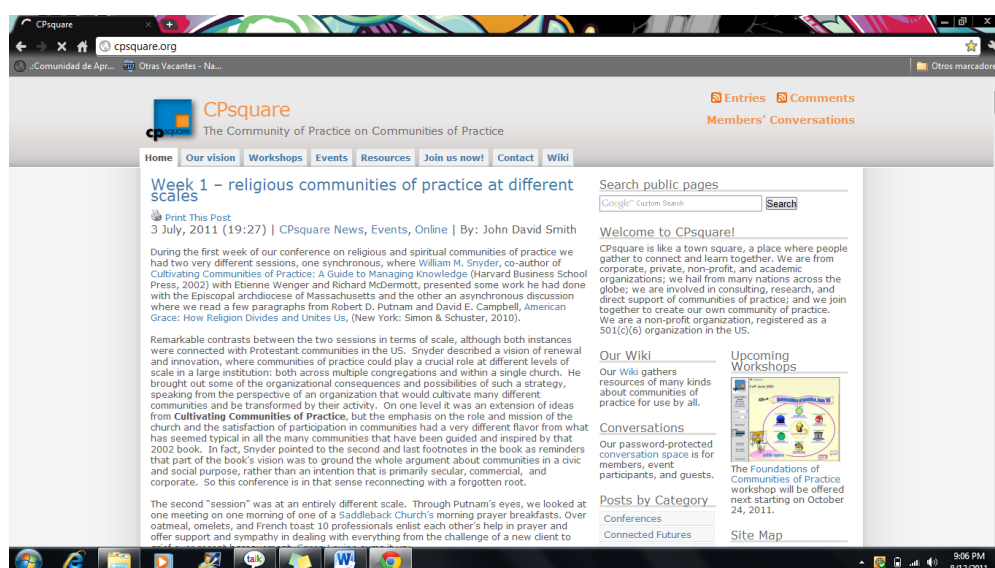 CPsquare
cpsquare.org
.:Comunidad de Apr...
Otras Vacantes - Na...
Otros marcadores
Entries
Comments
Members' Conversations
cpsquare
CPsquare
The Community of Practice on Communities of Practice
Home
Our vision
Workshops
Events
Resources
Join us now!
Contact
Wiki
Week 1 – religious communities of practice at different
scales
Print This Post
3 July, 2011 (19:27) | CPsquare News, Events, Online | By: John David Smith
During the first week of our conference on religious and spiritual communities of practice we
had two very different sessions, one synchronous, where William M. Snyder, co-author of
Cultivating Communities of Practice: A Guide to Managing Knowledge (Harvard Business School
Press, 2002) with Etienne Wenger and Richard McDermott, presented some work he had done
with the Episcopal archdiocese of Massachusetts and the other an asynchronous discussion
where we read a few paragraphs from Robert D. Putnam and David E. Campbell, American
Grace: How Religion Divides and Unites Us, (New York: Simon & Schuster, 2010).
Remarkable contrasts between the two sessions in terms of scale, although both instances
were connected with Protestant communities in the US.  Snyder described a vision of renewal
and innovation, where communities of practice could play a crucial role at different levels of
scale in a large institution: both across multiple congregations and within a single church.  He
brought out some of the organizational consequences and possibilities of such a strategy,
speaking from the perspective of an organization that would cultivate many different
communities and be transformed by their activity.  On one level it was an extension of ideas
from Cultivating Communities of Practice, but the emphasis on the role and mission of the
church and the satisfaction of participation in communities had a very different flavor from what
has seemed typical in all the many communities that have been guided and inspired by that
2002 book.  In fact, Snyder pointed to the second and last footnotes in the book as reminders
that part of the book's vision was to ground the whole argument about communities in a civic
and social purpose, rather than an intention that is primarily secular, commercial,  and
corporate.  So this conference is in that sense reconnecting with a forgotten root.
The second "session" was at an entirely different scale.  Through Putnam's eyes, we looked at
one meeting on one morning of one of a Saddleback Church's morning prayer breakfasts. Over
oatmeal, omelets, and French toast 10 professionals enlist each other's help in prayer and
offer support and sympathy in dealing with everything from the challenge of a new client to
Search public pages
Google™ Custom Search
Search
Welcome to CPsquare!
CPsquare is like a town square, a place where people
gather to connect and learn together. We are from
corporate, private, non-profit, and academic
organizations; we hail from many nations across the
globe; we are involved in consulting, research, and
direct support of communities of practice; and we join
together to create our own community of practice.
We are a non-profit organization, registered as a
501(c)(6) organization in the US.
Our Wiki
Our Wiki gathers
resources of many kinds
about communities of
practice for use by all.
Conversations
Our password-protected
conversation space is for
members, event
participants, and guests.
Posts by Category
Conferences
Connected Futures
Upcoming
Workshops
The Foundations of
Communities of Practice
workshop will be offered
next starting on October
24, 2011.
Site Map
talk
9:06 PM
8/12/2011